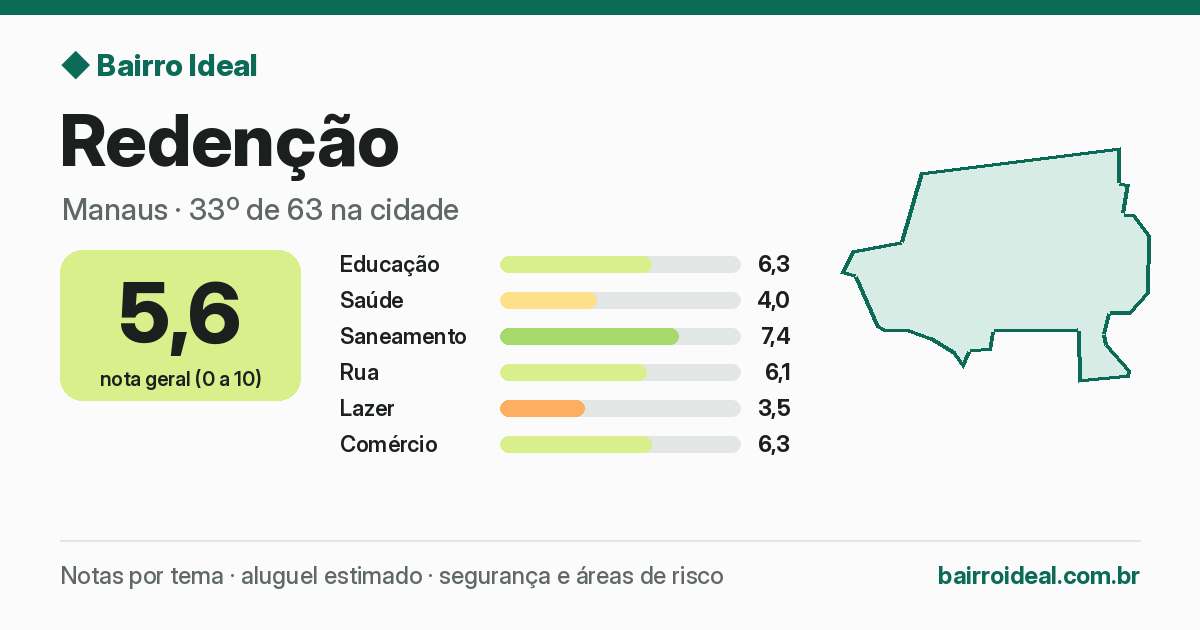 Bairro Ideal
Redenção
Manaus · 33º de 63 na cidade
5,6
nota geral (0 a 10)
Educação 6,3
Saúde 4,0
Saneamento 7,4
Rua 6,1
Lazer 3,5
Comércio 6,3
Notas por tema · aluguel estimado · segurança e áreas de risco
bairroideal.com.br